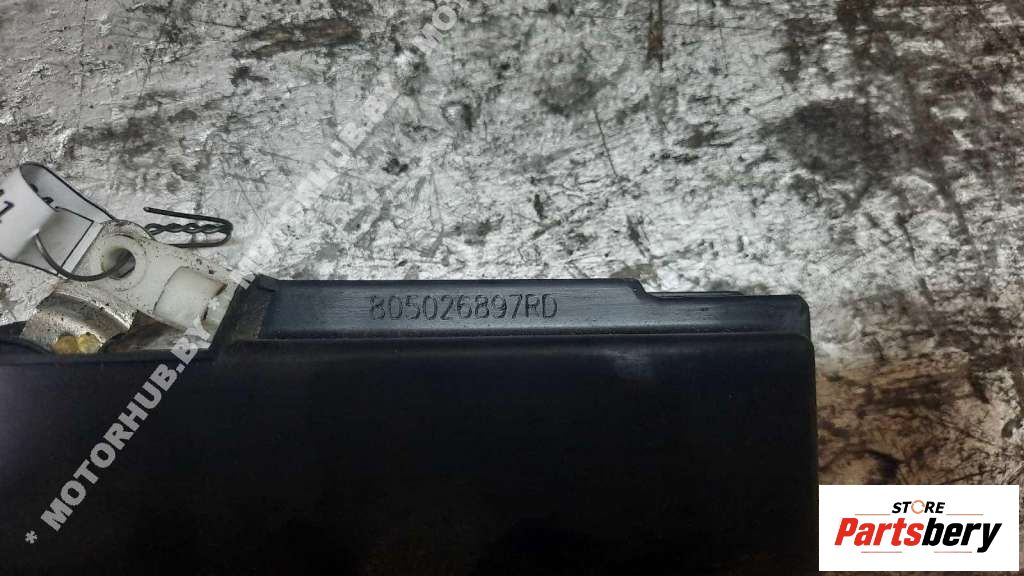 MOTORHUB.BY
* MOTORHUB.BY
805026897RD
STORE
Partsbery